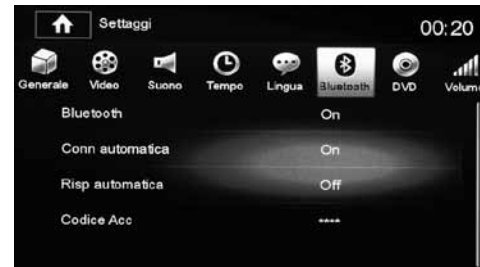 Settaggi 00:20
Generale Video Suono Tempo Lingua Bluetooth DVD Volume
Bluetooth On
Conn automatica On
Risp automatica Off
Codice Acc ****